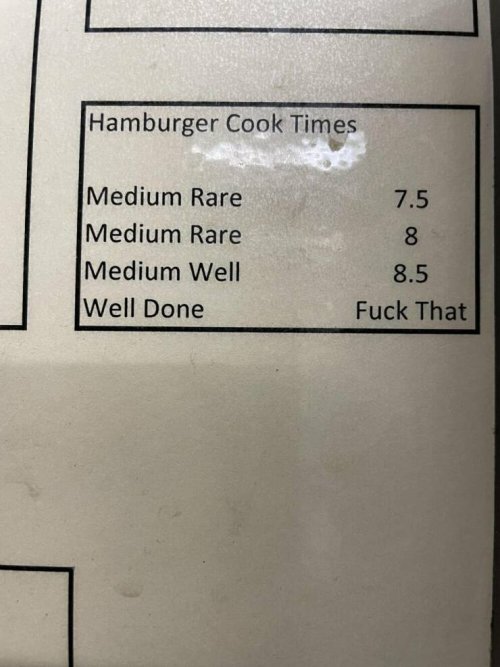 Hamburger Cook Times
Medium Rare 7.5
Medium Rare 8
Medium Well 8.5
Well Done Fuck That